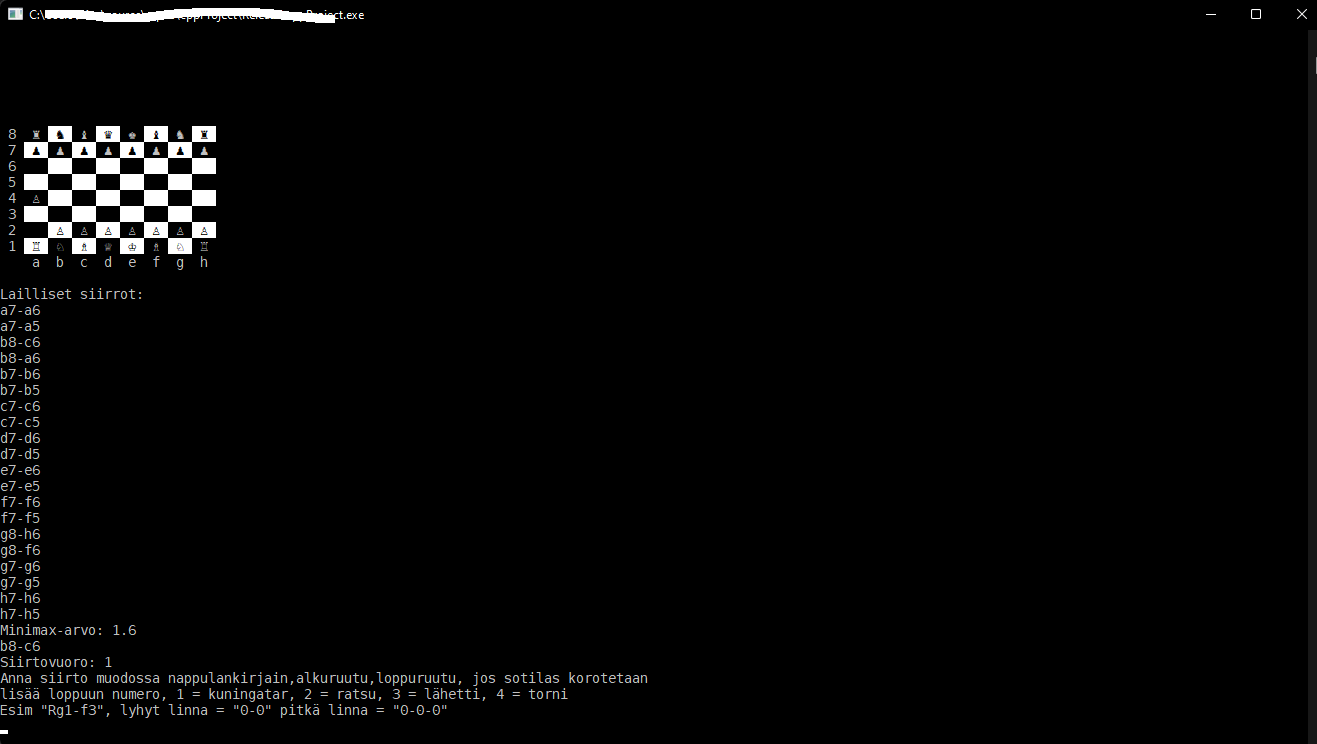 C:\
ject.exe
8 ♜ ♞ ♝ ♛ ♚ ♝ ♞ ♜
7 ♟ ♟ ♟ ♟ ♟ ♟ ♟ ♟
6
5
4 ♙
3
2 ♙ ♙ ♙ ♙ ♙ ♙ ♙
1 ♖ ♘ ♗ ♕ ♔ ♗ ♘ ♖
a b c d e f g h
Lailliset siirrot:
a7-a6
a7-a5
b8-c6
b8-a6
b7-b6
b7-b5
c7-c6
c7-c5
d7-d6
d7-d5
e7-e6
e7-e5
f7-f6
f7-f5
g8-h6
g8-f6
g7-g6
g7-g5
h7-h6
h7-h5
Minimax-arvo: 1.6
b8-c6
Siirtovuoro: 1
Anna siirto muodossa nappulankirjain,alkuruutu,loppuruutu, jos sotilas korotetaan
lisää loppuun numero, 1 = kuningatar, 2 = ratsu, 3 = lähetti, 4 = torni
Esim "Rg1-f3", lyhyt linna = "0-0" pitkä linna = "0-0-0"